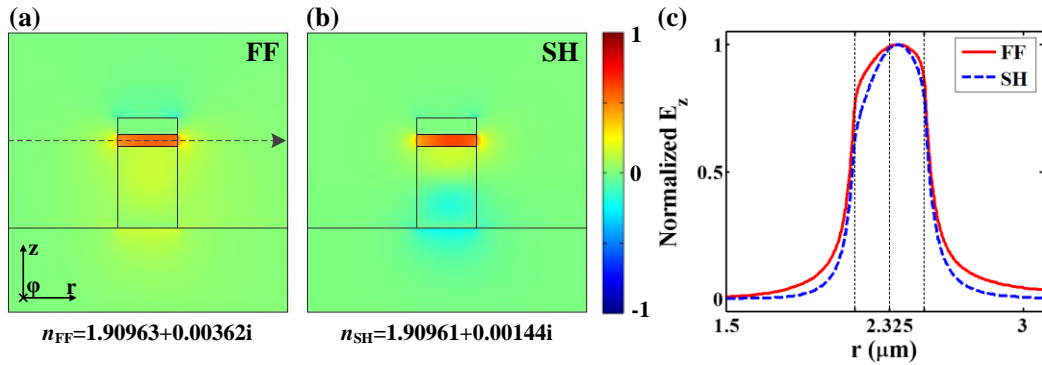 (a)
FF
z
φ
r
n_FF=1.90963+0.00362i
(b)
SH
n_SH=1.90961+0.00144i
1
0
-1
(c)
Normalized E_z
1
0.5
0
FF
SH
1.5
2.325
3
r (μm)